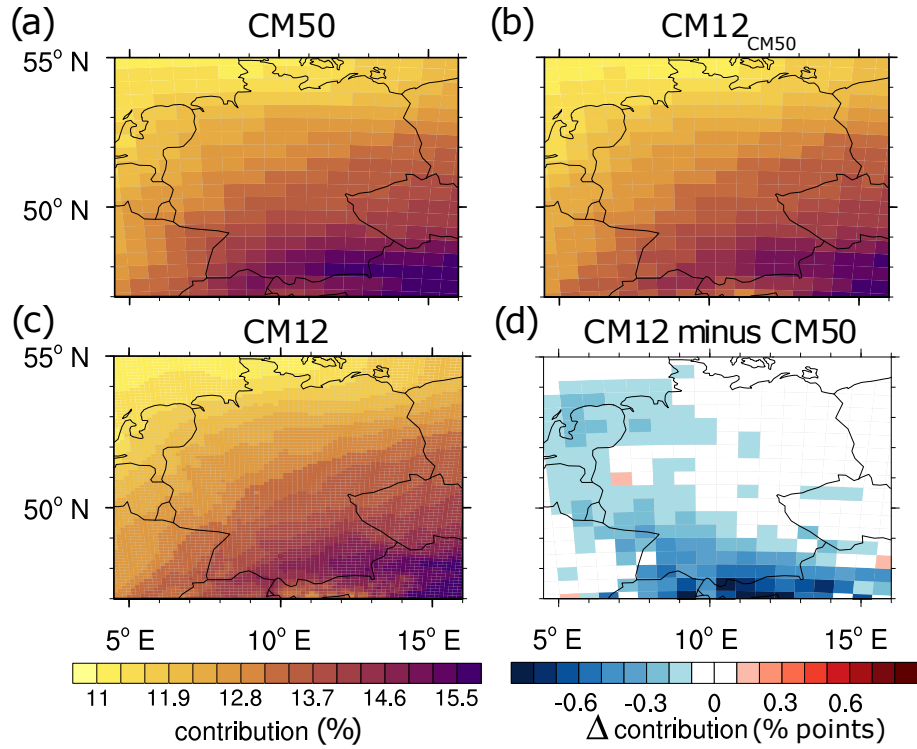 (a) CM50 (b) CM12CM50
55° N
50° N
(c) CM12 (d) CM12 minus CM50
55° N
50° N
5° E 10° E 15° E 5° E 10° E 15° E
11 11.9 12.8 13.7 14.6 15.5 -0.6 -0.3 0 0.3 0.6
contribution (%) Δ contribution (% points)